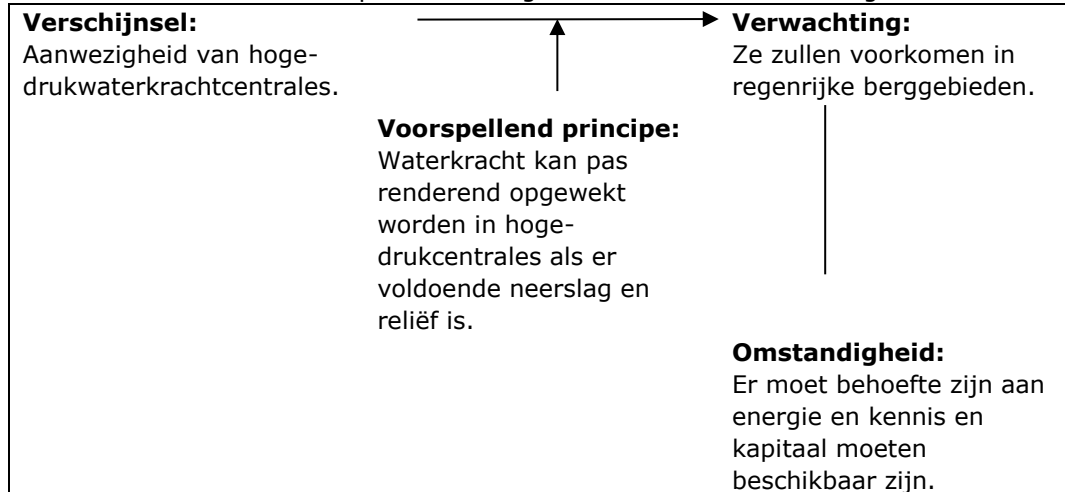 Verschijnsel:
Aanwezigheid van hoge-
drukwaterkrachtcentrales.
Verwachting:
Ze zullen voorkomen in
regenrijke berggebieden.
Voorspellend principe:
Waterkracht kan pas
renderend opgewekt
worden in hoge-
drukcentrales als er
voldoende neerslag en
reliëf is.
Omstandigheid:
Er moet behoefte zijn aan
energie en kennis en
kapitaal moeten
beschikbaar zijn.